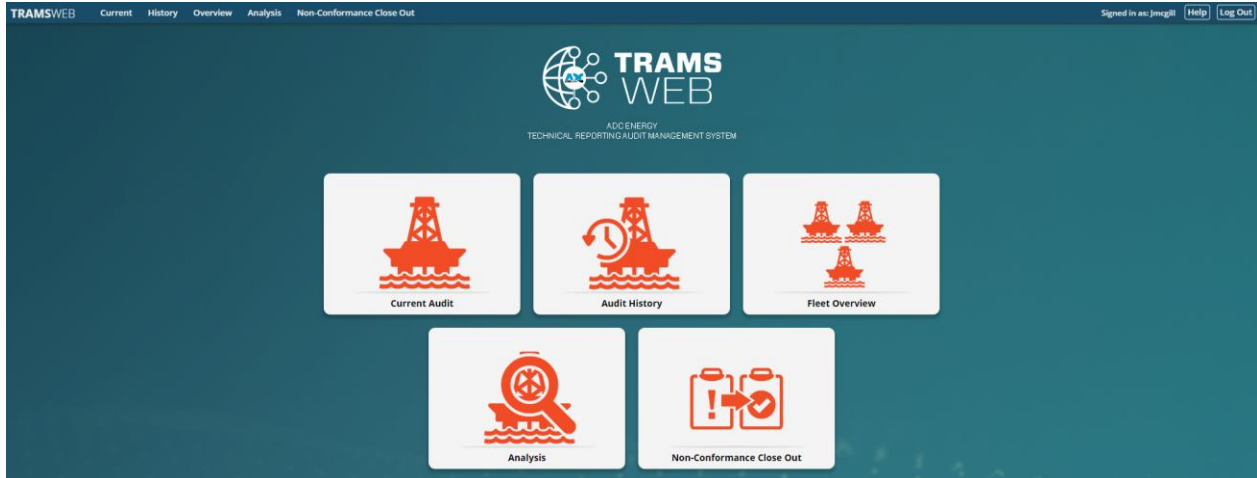 TRAMSWEB Current History Overview Analysis Non-Conformance Close Out Signed in as: Jmcgill Help Log Out
AX
TRAMS
WEB
ADC ENERGY
TECHNICAL REPORTING AUDIT MANAGEMENT SYSTEM
Current Audit Audit History Fleet Overview
Analysis Non-Conformance Close Out